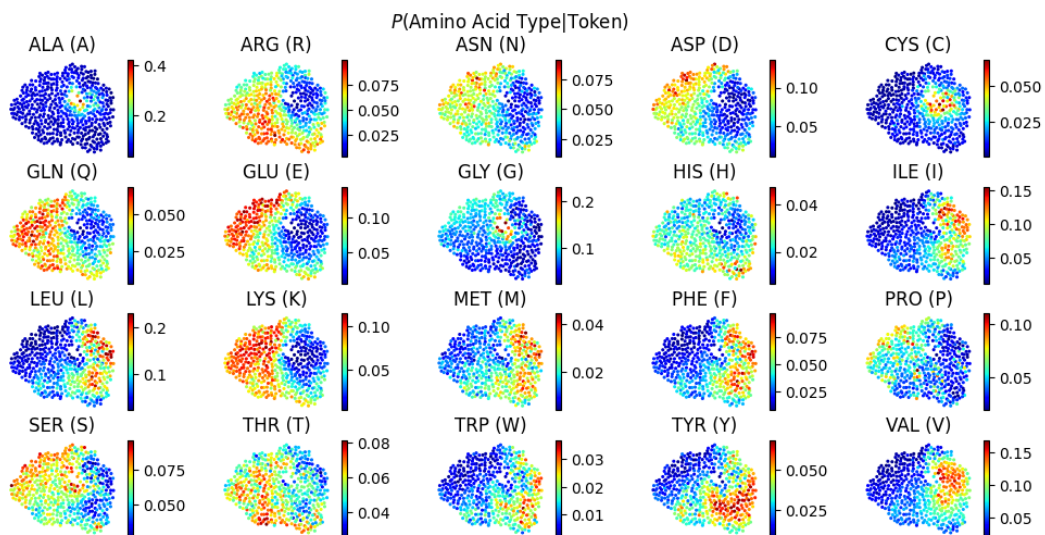 P(Amino Acid Type|Token)
ALA (A) ARG (R) ASN (N) ASP (D) CYS (C)
0.4 0.2 0.075 0.050 0.025 0.075 0.050 0.025 0.10 0.05 0.050 0.025
GLN (Q) GLU (E) GLY (G) HIS (H) ILE (I)
0.050 0.025 0.10 0.05 0.2 0.1 0.04 0.02 0.15 0.10 0.05
LEU (L) LYS (K) MET (M) PHE (F) PRO (P)
0.2 0.1 0.10 0.05 0.04 0.02 0.075 0.050 0.025 0.10 0.05
SER (S) THR (T) TRP (W) TYR (Y) VAL (V)
0.075 0.050 0.08 0.06 0.04 0.03 0.02 0.01 0.050 0.025 0.15 0.10 0.05